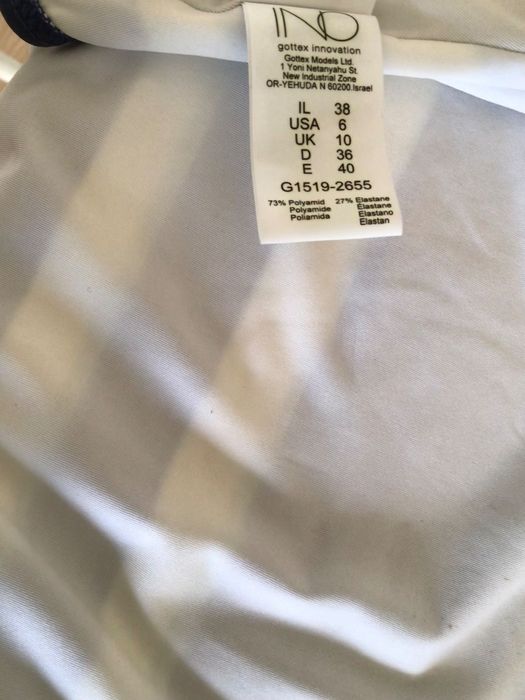 INO
gottex innovation
Gottex Models Ltd.
1 Yoni Netanyahu St.
New Industrial Zone
OR-YEHUDA N 60200.Israel
IL 38
USA 6
UK 10
D 36
E 40
G1519-2655
73% Polyamid 27% Elastane
Polyamide Elastane
Poliamida Elastano
Elastan